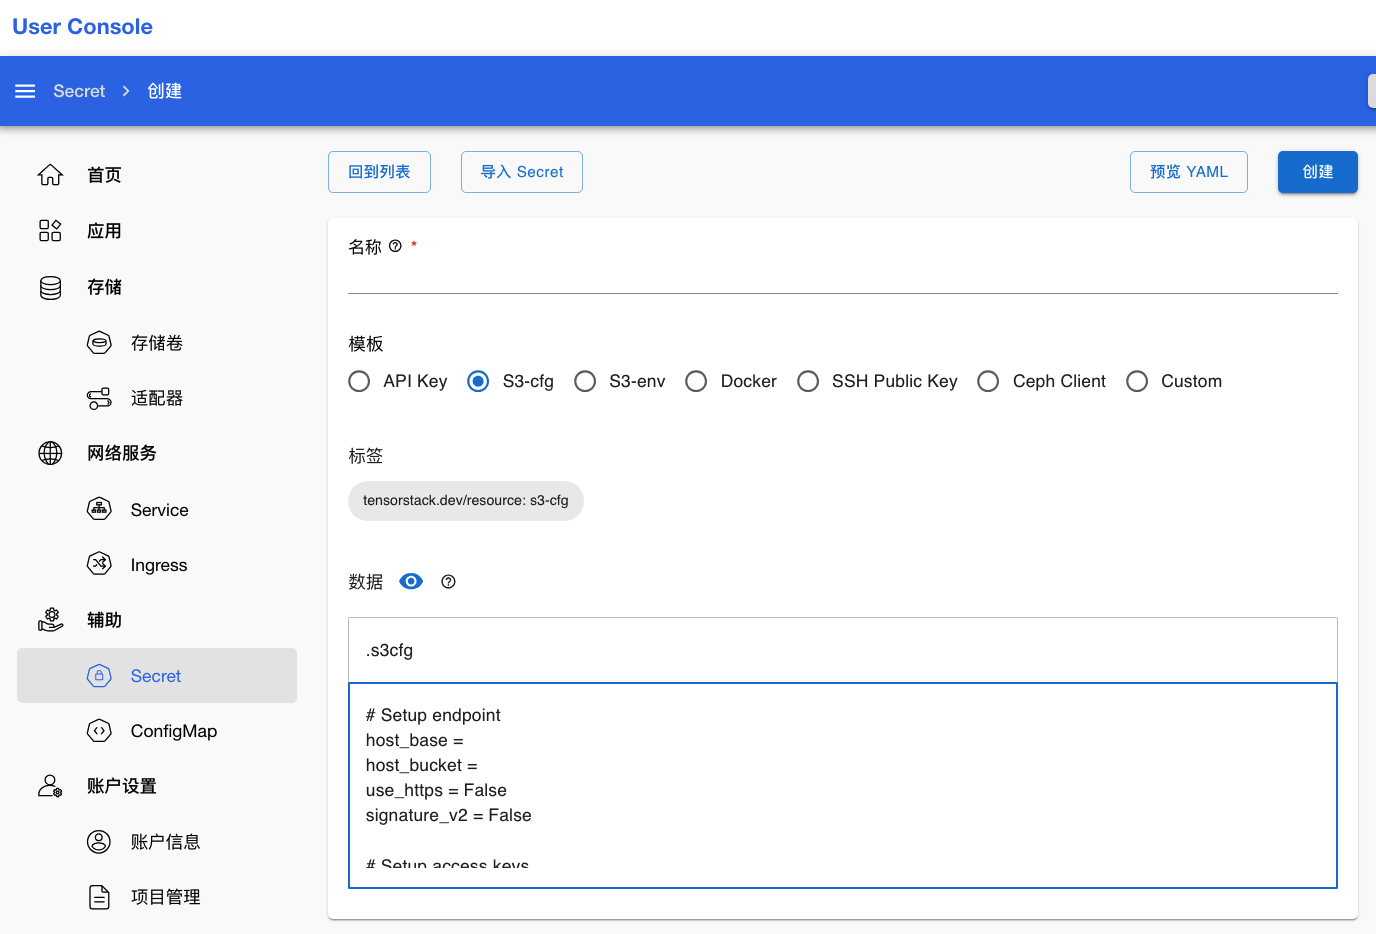 User Console
Secret > 创建
首页
应用
存储
存储卷
适配器
网络服务
Service
Ingress
辅助
Secret
ConfigMap
账户设置
账户信息
项目管理
回到列表
导入 Secret
预览 YAML
创建
名称 *
模板
API Key
S3-cfg
S3-env
Docker
SSH Public Key
Ceph Client
Custom
标签
tensorstack.dev/resource: s3-cfg
数据
.s3cfg
# Setup endpoint
host_base =
host_bucket =
use_https = False
signature_v2 = False
# Setup access keys